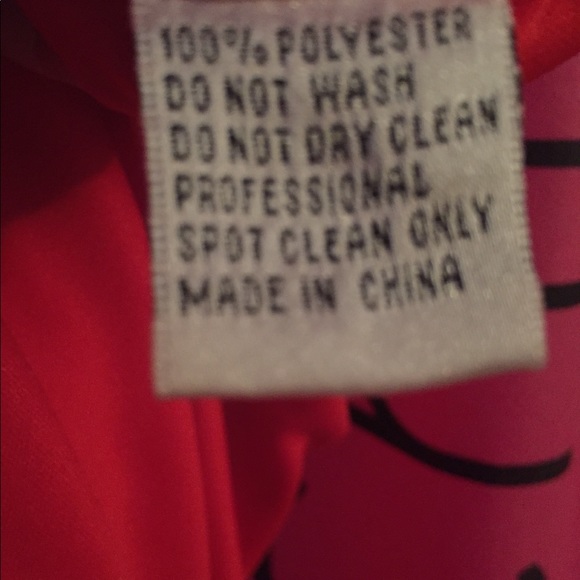 100% POLYESTER
DO NOT WASH
DO NOT DRY CLEAN
PROFESSIONAL
SPOT CLEAN ONLY
MADE IN CHINA